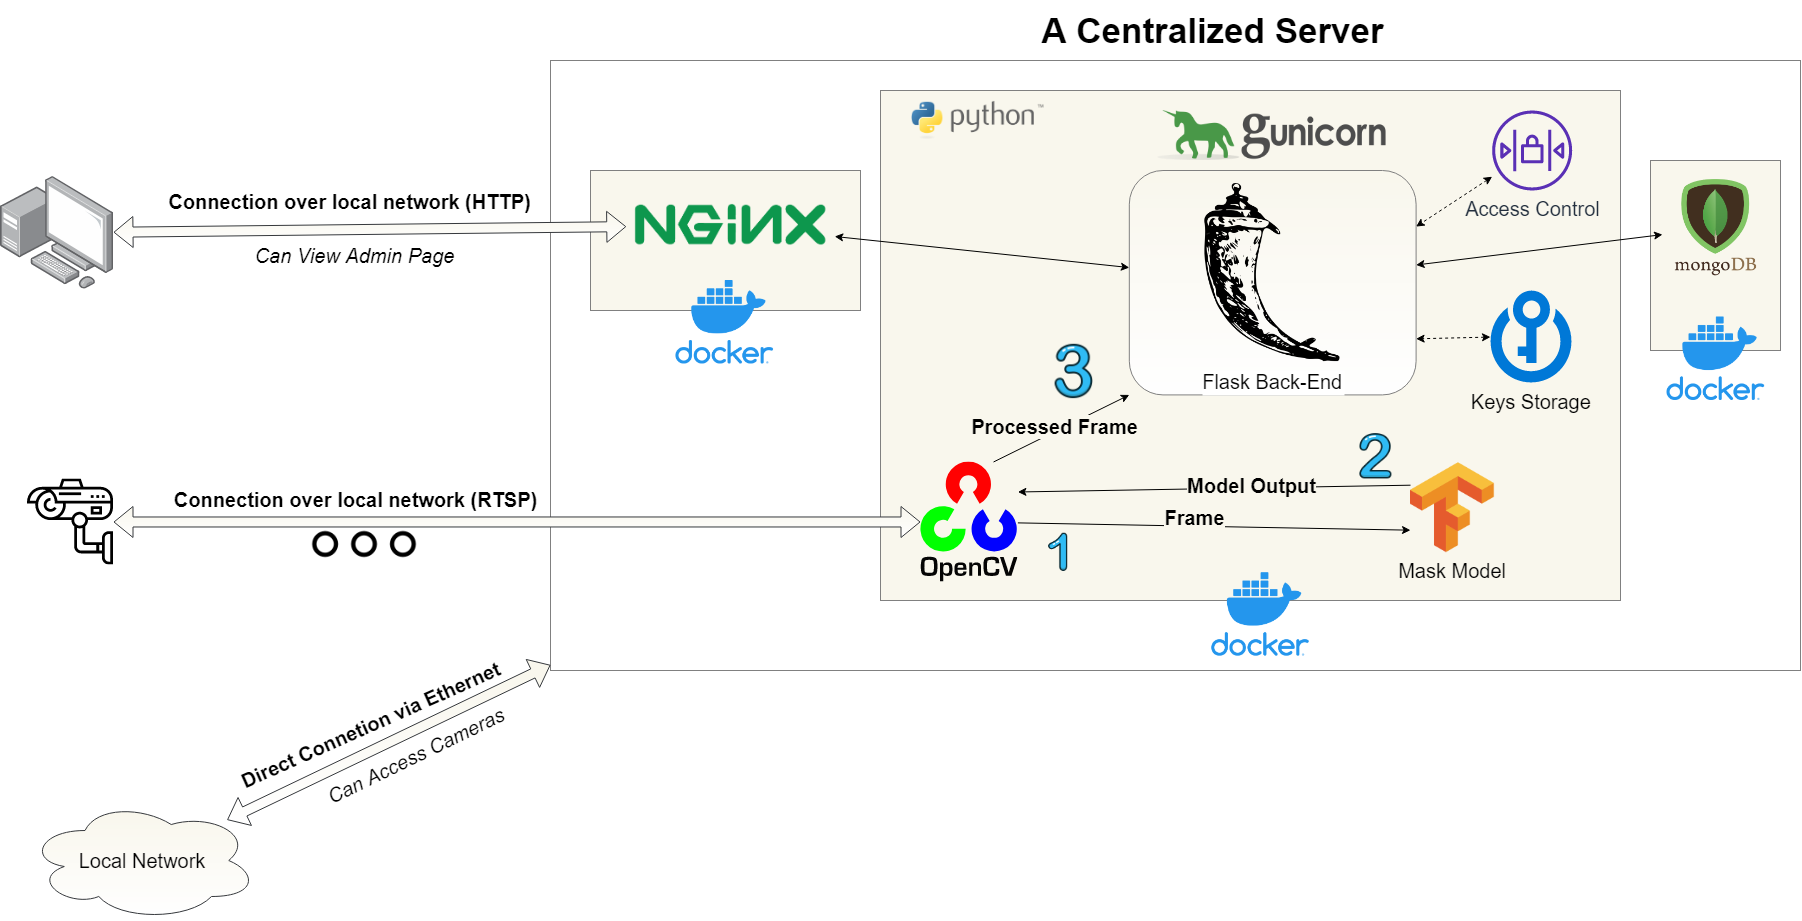 A Centralized Server
python™
gunicorn
Access Control
Connection over local network (HTTP)
Can View Admin Page
NGINX
docker
mongoDB
docker
Flask Back-End
Keys Storage
3
Processed Frame
2
Model Output
Frame
1
Connection over local network (RTSP)
OpenCV
Mask Model
docker
Direct Connetion via Ethernet
Can Access Cameras
Local Network